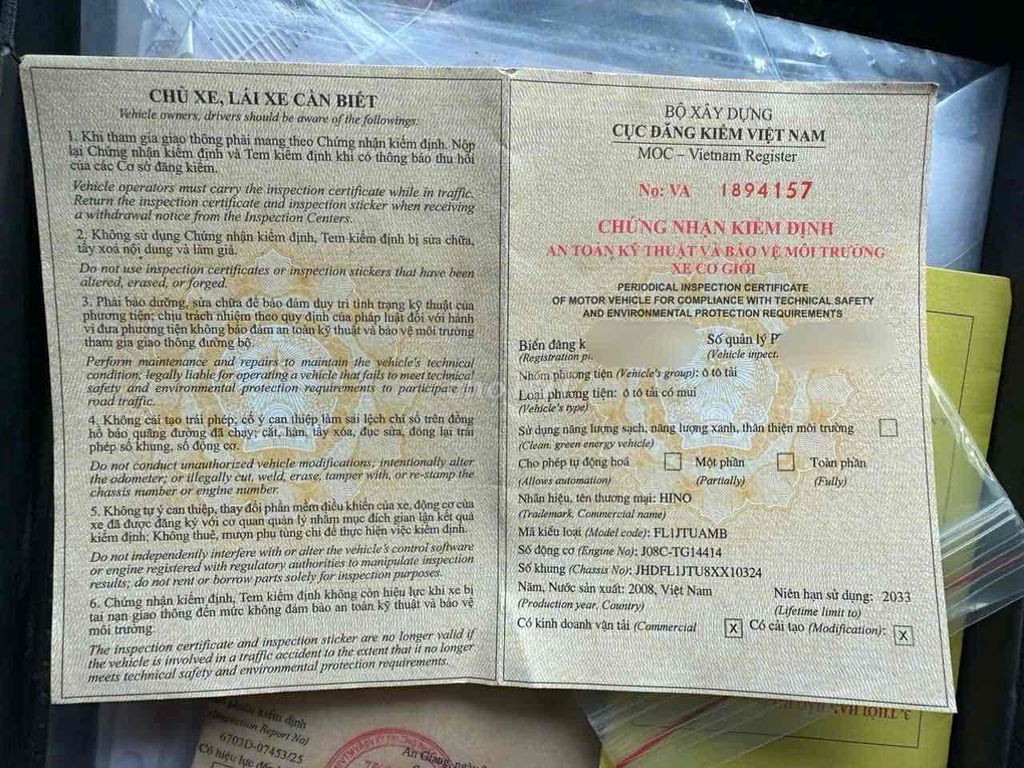 CHỦ XE, LÁI XE CẦN BIẾT
Vehicle owners, drivers should be aware of the followings:
1. Khi tham gia giao thông phải mang theo Chứng nhận kiểm định. Nộp
lại Chứng nhận kiểm định và Tem kiểm định khi có thông báo thu hồi
của các Cơ sở đăng kiểm.
Vehicle operators must carry the inspection certificate while in traffic.
Return the inspection certificate and inspection sticker when receiving
a withdrawal notice from the Inspection Centers.
2. Không sử dụng Chứng nhận kiểm định, Tem kiểm định bị sửa chữa,
tẩy xoá nội dung và làm giả.
Do not use inspection certificates or inspection stickers that have been
altered, erased, or forged.
3. Phải bảo dưỡng, sửa chữa để bảo đảm duy trì tình trạng kỹ thuật của
phương tiện; chịu trách nhiệm theo quy định của pháp luật đối với hành
vi đưa phương tiện không bảo đảm an toàn kỹ thuật và bảo vệ môi trường
tham gia giao thông đường bộ.
Perform maintenance and repairs to maintain the vehicle's technical
condition; legally liable for operating a vehicle that fails to meet technical
safety and environmental protection requirements to participate in
road traffic.
4. Không cải tạo trái phép; cố ý can thiệp làm sai lệch chỉ số trên đồng
hồ báo quãng đường đã chạy; cắt, hàn, tẩy xóa, đục sửa, đóng lại trái
phép số khung, số động cơ.
Do not conduct unauthorized vehicle modifications; intentionally alter
the odometer; or illegally cut, weld, erase, tamper with, or re-stamp the
chassis number or engine number.
5. Không tự ý can thiệp, thay đổi phần mềm điều khiển của xe, động cơ của
xe đã được đăng ký với cơ quan quản lý nhằm mục đích gian lận kết quả
kiểm định; Không thuê, mượn phụ tùng chỉ để thực hiện việc kiểm định.
Do not independently interfere with or alter the vehicle's control software
or engine registered with regulatory authorities to manipulate inspection
results; do not rent or borrow parts solely for inspection purposes.
6. Chứng nhận kiểm định, Tem kiểm định không còn hiệu lực khi xe bị
tai nạn giao thông đến mức không đảm bảo an toàn kỹ thuật và bảo vệ
môi trường.
The inspection certificate and inspection sticker are no longer valid if
the vehicle is involved in a traffic accident to the extent that it no longer
meets technical safety and environmental protection requirements.
BỘ XÂY DỰNG
CỤC ĐĂNG KIỂM VIỆT NAM
MOC – Vietnam Register
No: VA 1894157
CHỨNG NHẬN KIỂM ĐỊNH
AN TOÀN KỸ THUẬT VÀ BẢO VỆ MÔI TRƯỜNG
XE CƠ GIỚI
PERIODICAL INSPECTION CERTIFICATE
OF MOTOR VEHICLE FOR COMPLIANCE WITH TECHNICAL SAFETY
AND ENVIRONMENTAL PROTECTION REQUIREMENTS
Biển đăng k Số quản lý P
(Registration pl (Vehicle inspect.
Nhóm phương tiện (Vehicle's group): ô tô tải
Loại phương tiện: ô tô tải có mui
(Vehicle's type)
Sử dụng năng lượng sạch, năng lượng xanh, thân thiện môi trường
(Clean, green energy vehicle)
Cho phép tự động hoá Một phần Toàn phần
(Allows automation) (Partially) (Fully)
Nhãn hiệu, tên thương mại: HINO
(Trademark, Commercial name)
Mã kiểu loại (Model code): FL1JTUAMB
Số động cơ (Engine No): J08C-TG14414
Số khung (Chassis No): JHDFL1JTU8XX10324
Năm, Nước sản xuất: 2008, Việt Nam Niên hạn sử dụng: 2033
(Production year, Country) (Lifetime limit to)
Có kinh doanh vận tải (Commercial X Có cải tạo (Modification): X
kiểm định
(Inspection Report No)
6703D-07453/25
Có hiệu lực đến
An Giang, ngày
3. THỜI HẠ